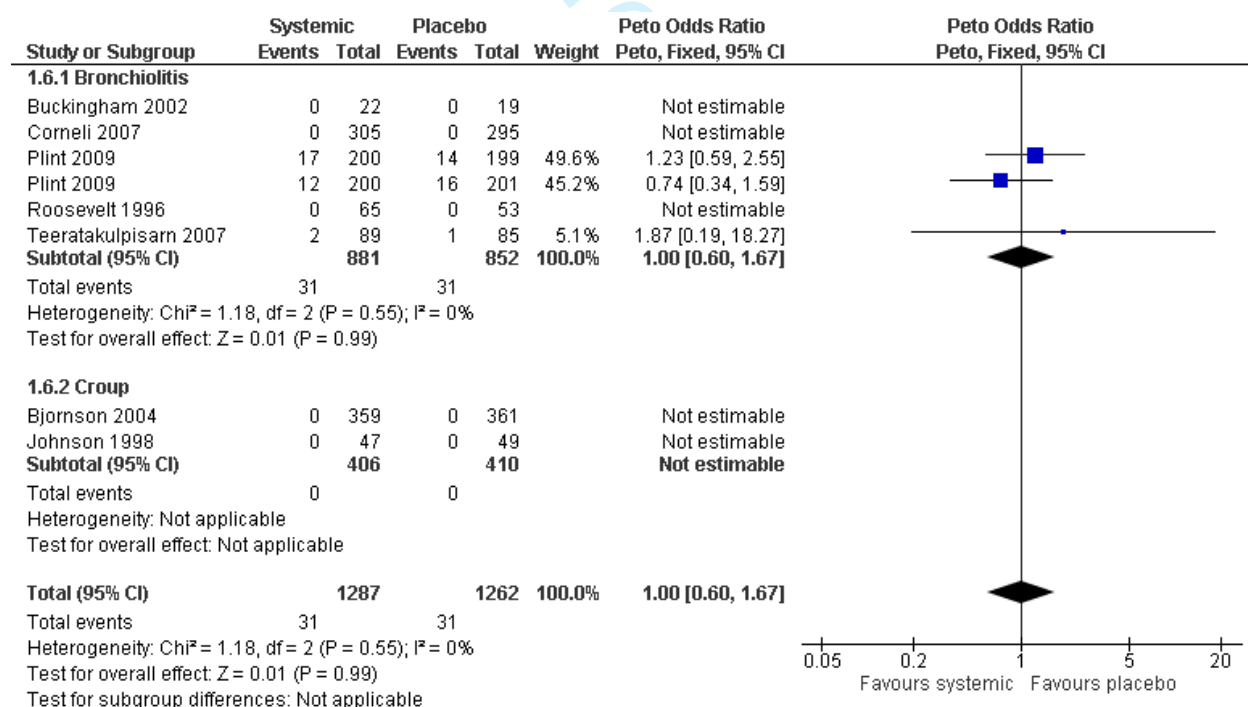 Systemic Placebo Peto Odds Ratio Peto Odds Ratio
Study or Subgroup Events Total Events Total Weight Peto, Fixed, 95% CI Peto, Fixed, 95% CI
1.6.1 Bronchiolitis
Buckingham 2002 0 22 0 19 Not estimable
Corneli 2007 0 305 0 295 Not estimable
Plint 2009 17 200 14 199 49.6% 1.23 [0.59, 2.55]
Plint 2009 12 200 16 201 45.2% 0.74 [0.34, 1.59]
Roosevelt 1996 0 65 0 53 Not estimable
Teeratakulpisarn 2007 2 89 1 85 5.1% 1.87 [0.19, 18.27]
Subtotal (95% CI) 881 852 100.0% 1.00 [0.60, 1.67]
Total events 31 31
Heterogeneity: Chi² = 1.18, df = 2 (P = 0.55); I² = 0%
Test for overall effect: Z = 0.01 (P = 0.99)
1.6.2 Croup
Bjornson 2004 0 359 0 361 Not estimable
Johnson 1998 0 47 0 49 Not estimable
Subtotal (95% CI) 406 410 Not estimable
Total events 0 0
Heterogeneity: Not applicable
Test for overall effect: Not applicable
Total (95% CI) 1287 1262 100.0% 1.00 [0.60, 1.67]
Total events 31 31
Heterogeneity: Chi² = 1.18, df = 2 (P = 0.55); I² = 0%
Test for overall effect: Z = 0.01 (P = 0.99)
Test for subgroup differences: Not applicable
0.05 0.2 1 5 20
Favours systemic Favours placebo